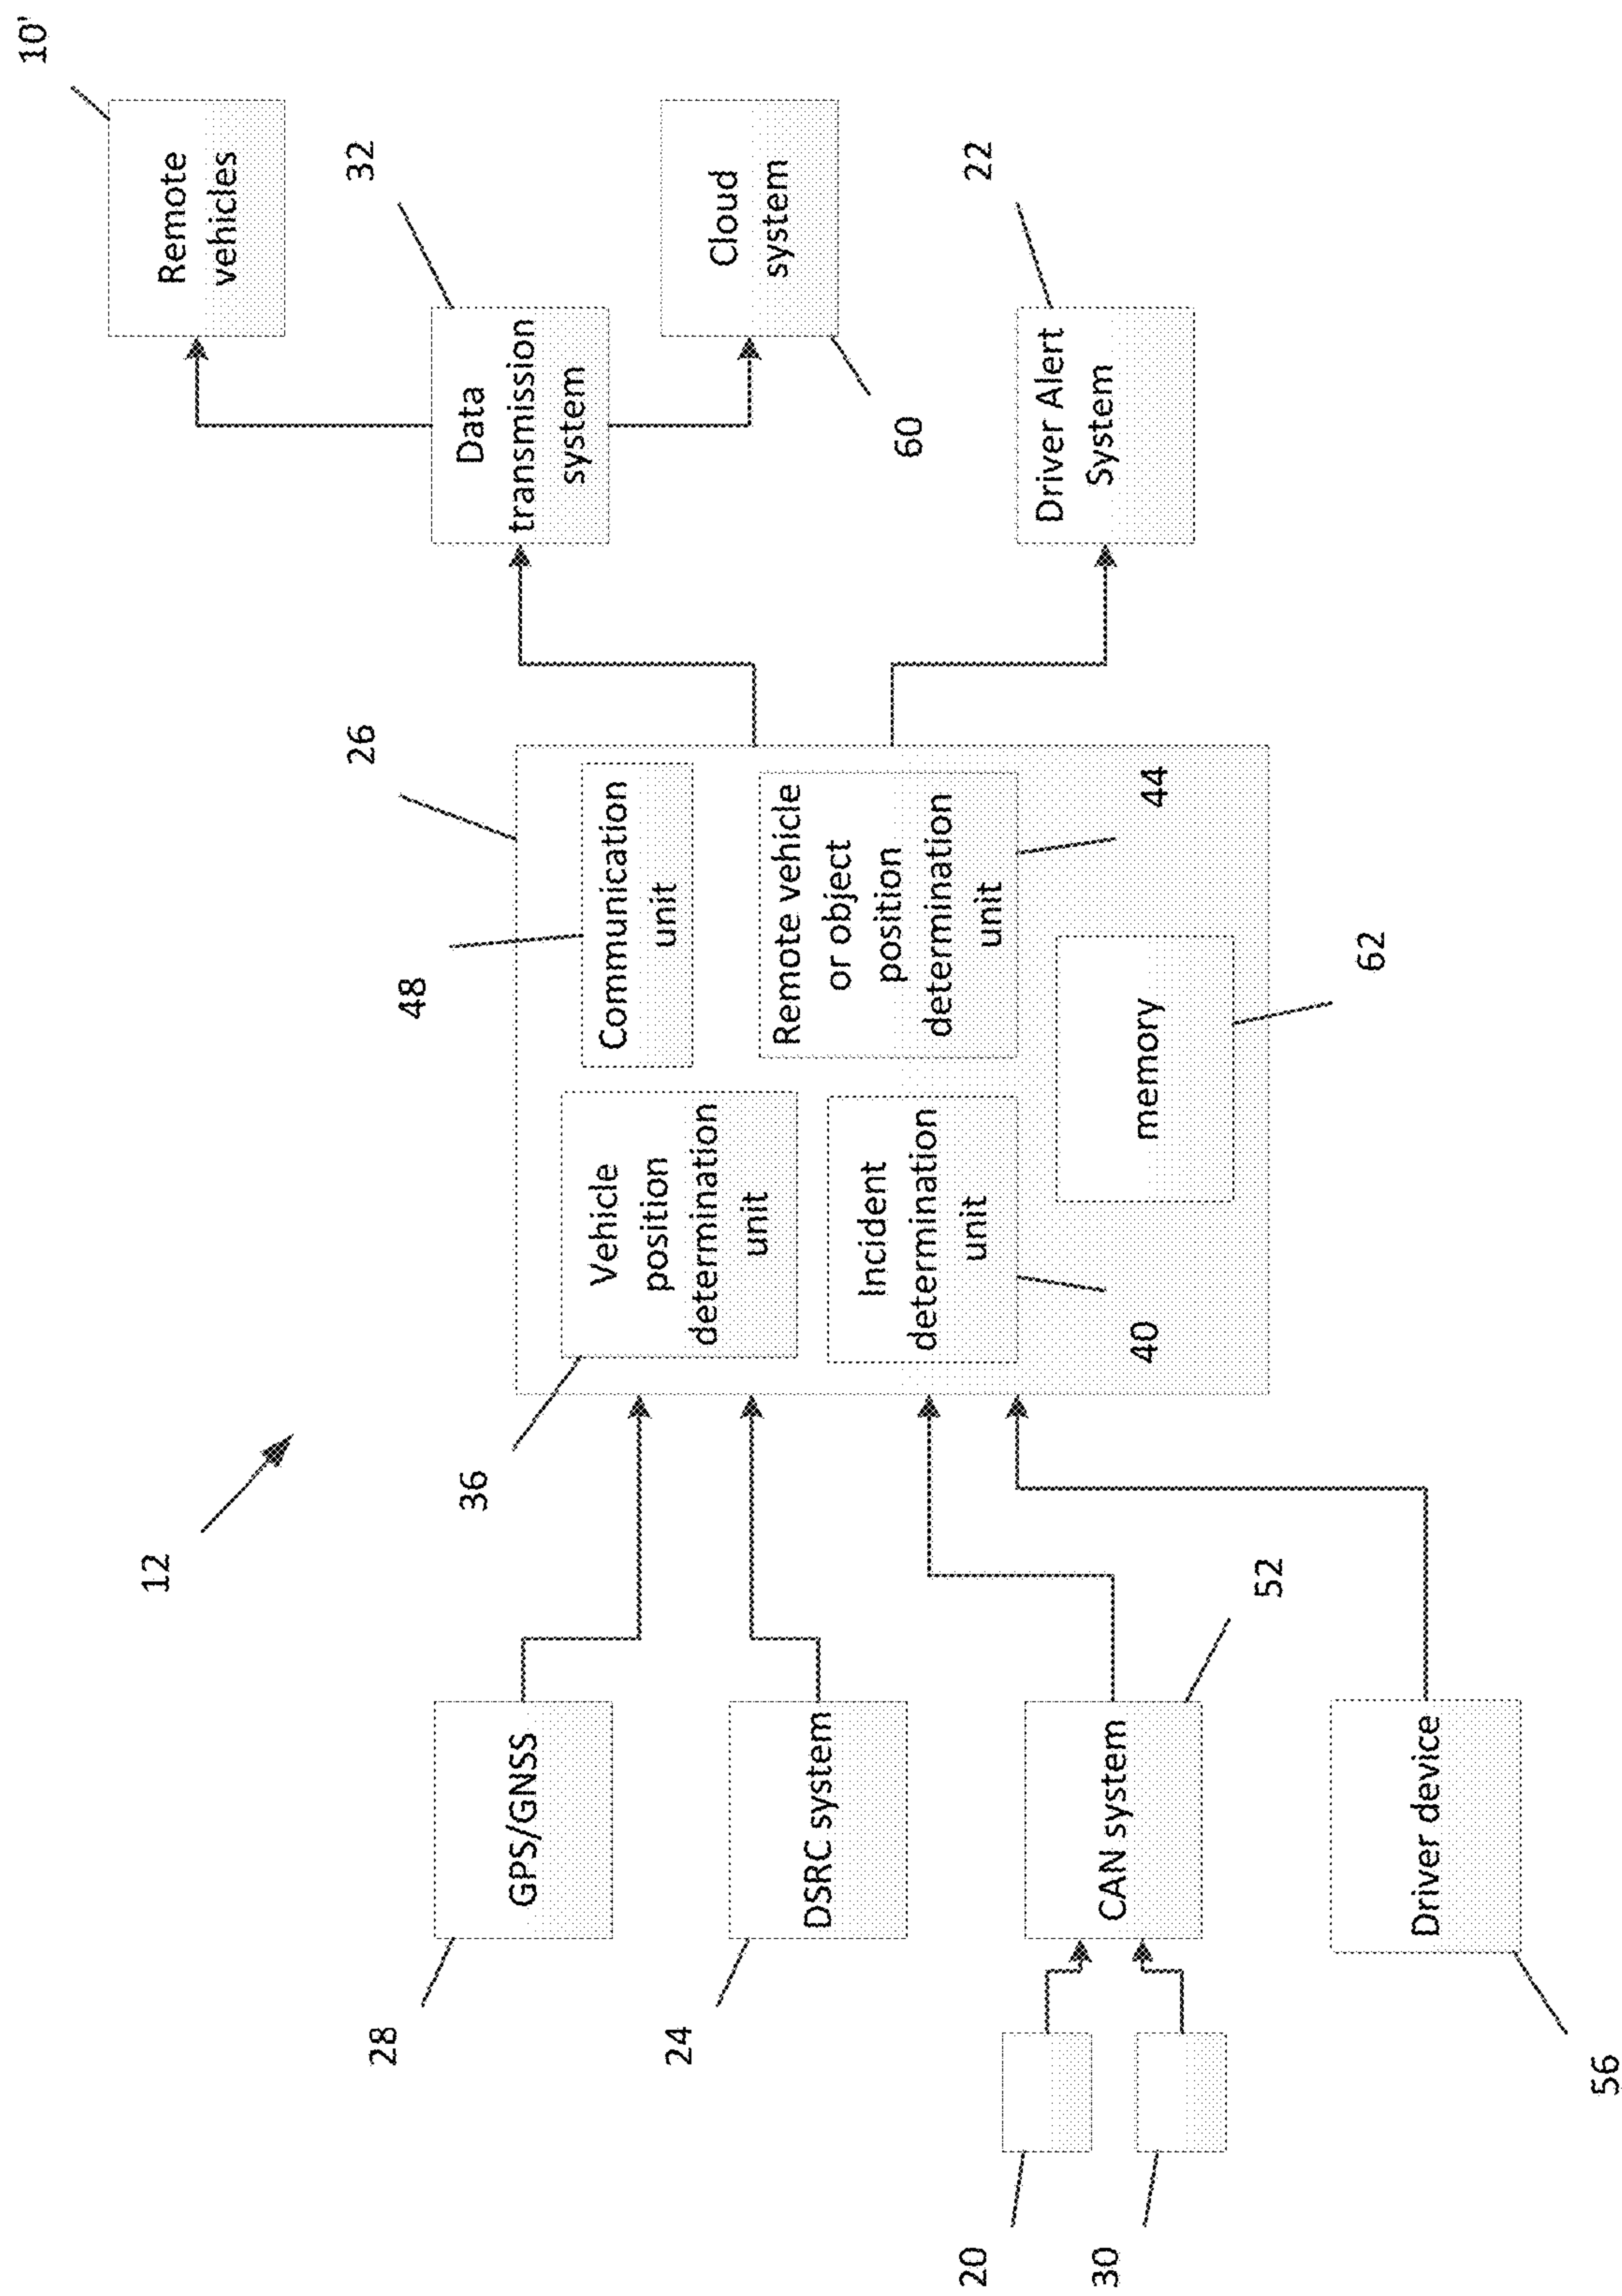 12
28
GPS/GNSS
24
DSRC system
20
30
CAN system
52
Driver device
56
26
36
Vehicle
position
determination
unit
48
Communication
unit
Incident
determination
unit
40
Remote vehicle
or object
position
determination
unit
44
memory
62
Data
transmission
system
32
Remote
vehicles
10'
Cloud
system
60
Driver Alert
System
22